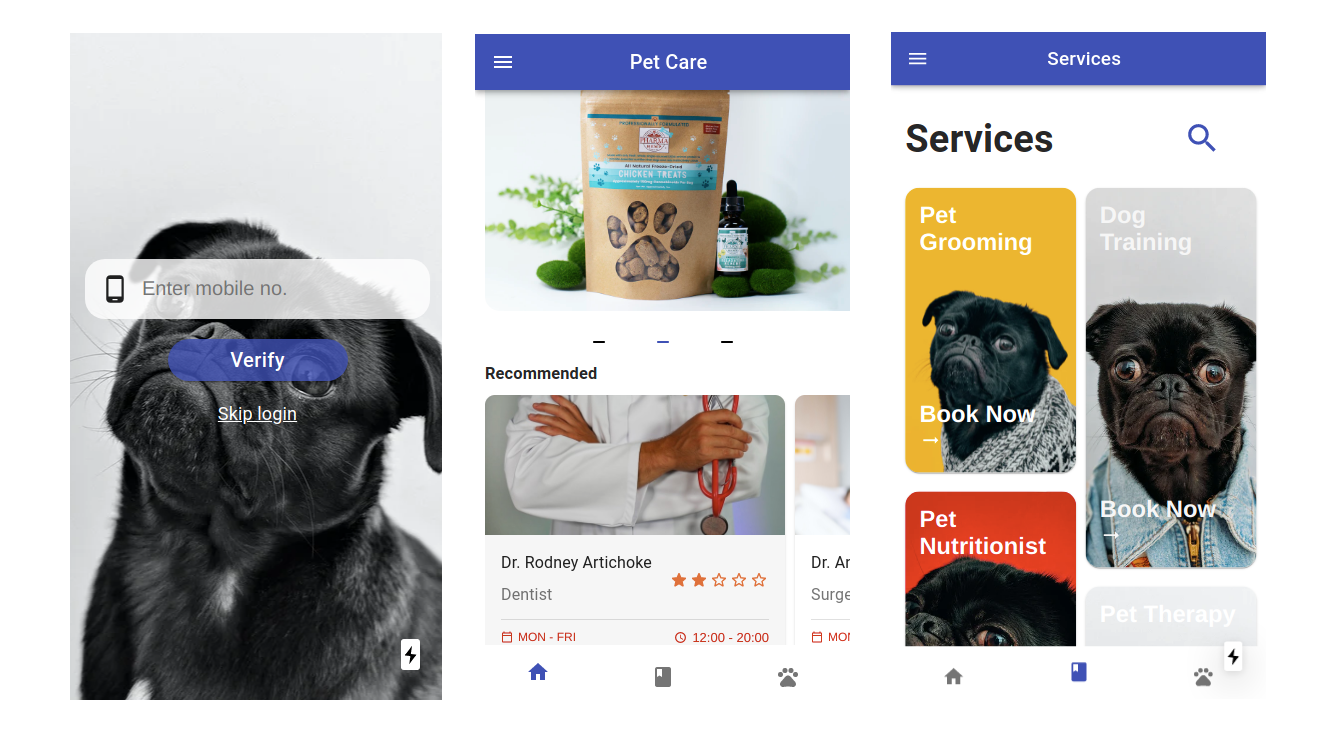 Enter mobile no.
Verify
Skip login
Pet Care
PROFESSIONALLY FORMULATED
PHARMA
All Natural Freeze-Dried
CHICKEN TREATS
Recommended
Dr. Rodney Artichoke
Dentist
MON - FRI
12:00 - 20:00
Dr. Ar
Surge
MON
Services
Services
Pet
Grooming
Book Now
→
Dog
Training
Book Now
→
Pet
Nutritionist
Pet Therapy